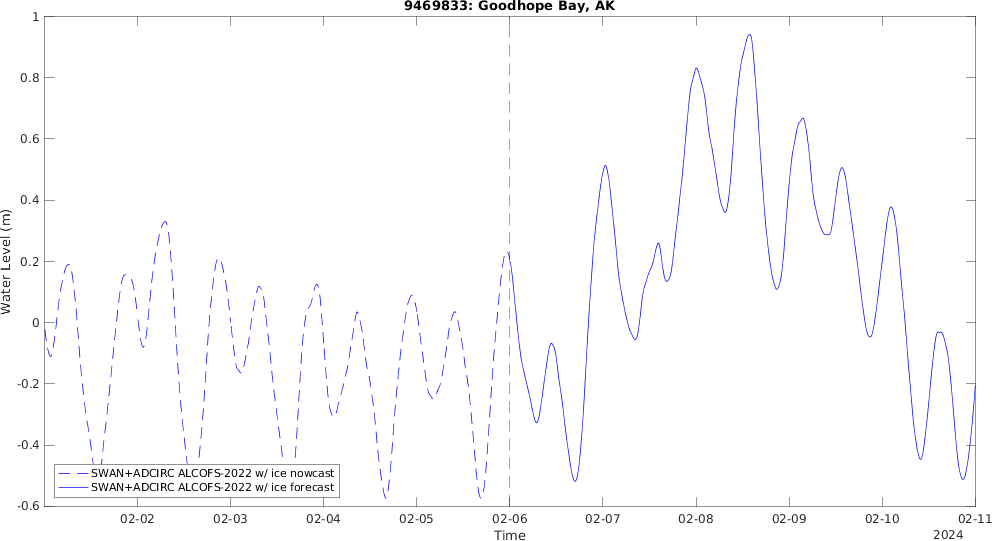 9469833: Goodhope Bay, AK
Water Level (m)
1
0.8
0.6
0.4
0.2
0
-0.2
-0.4
-0.6
SWAN+ADCIRC ALCOFS-2022 w/ ice nowcast
SWAN+ADCIRC ALCOFS-2022 w/ ice forecast
02-02 02-03 02-04 02-05 02-06 02-07 02-08 02-09 02-10 02-11
Time
2024